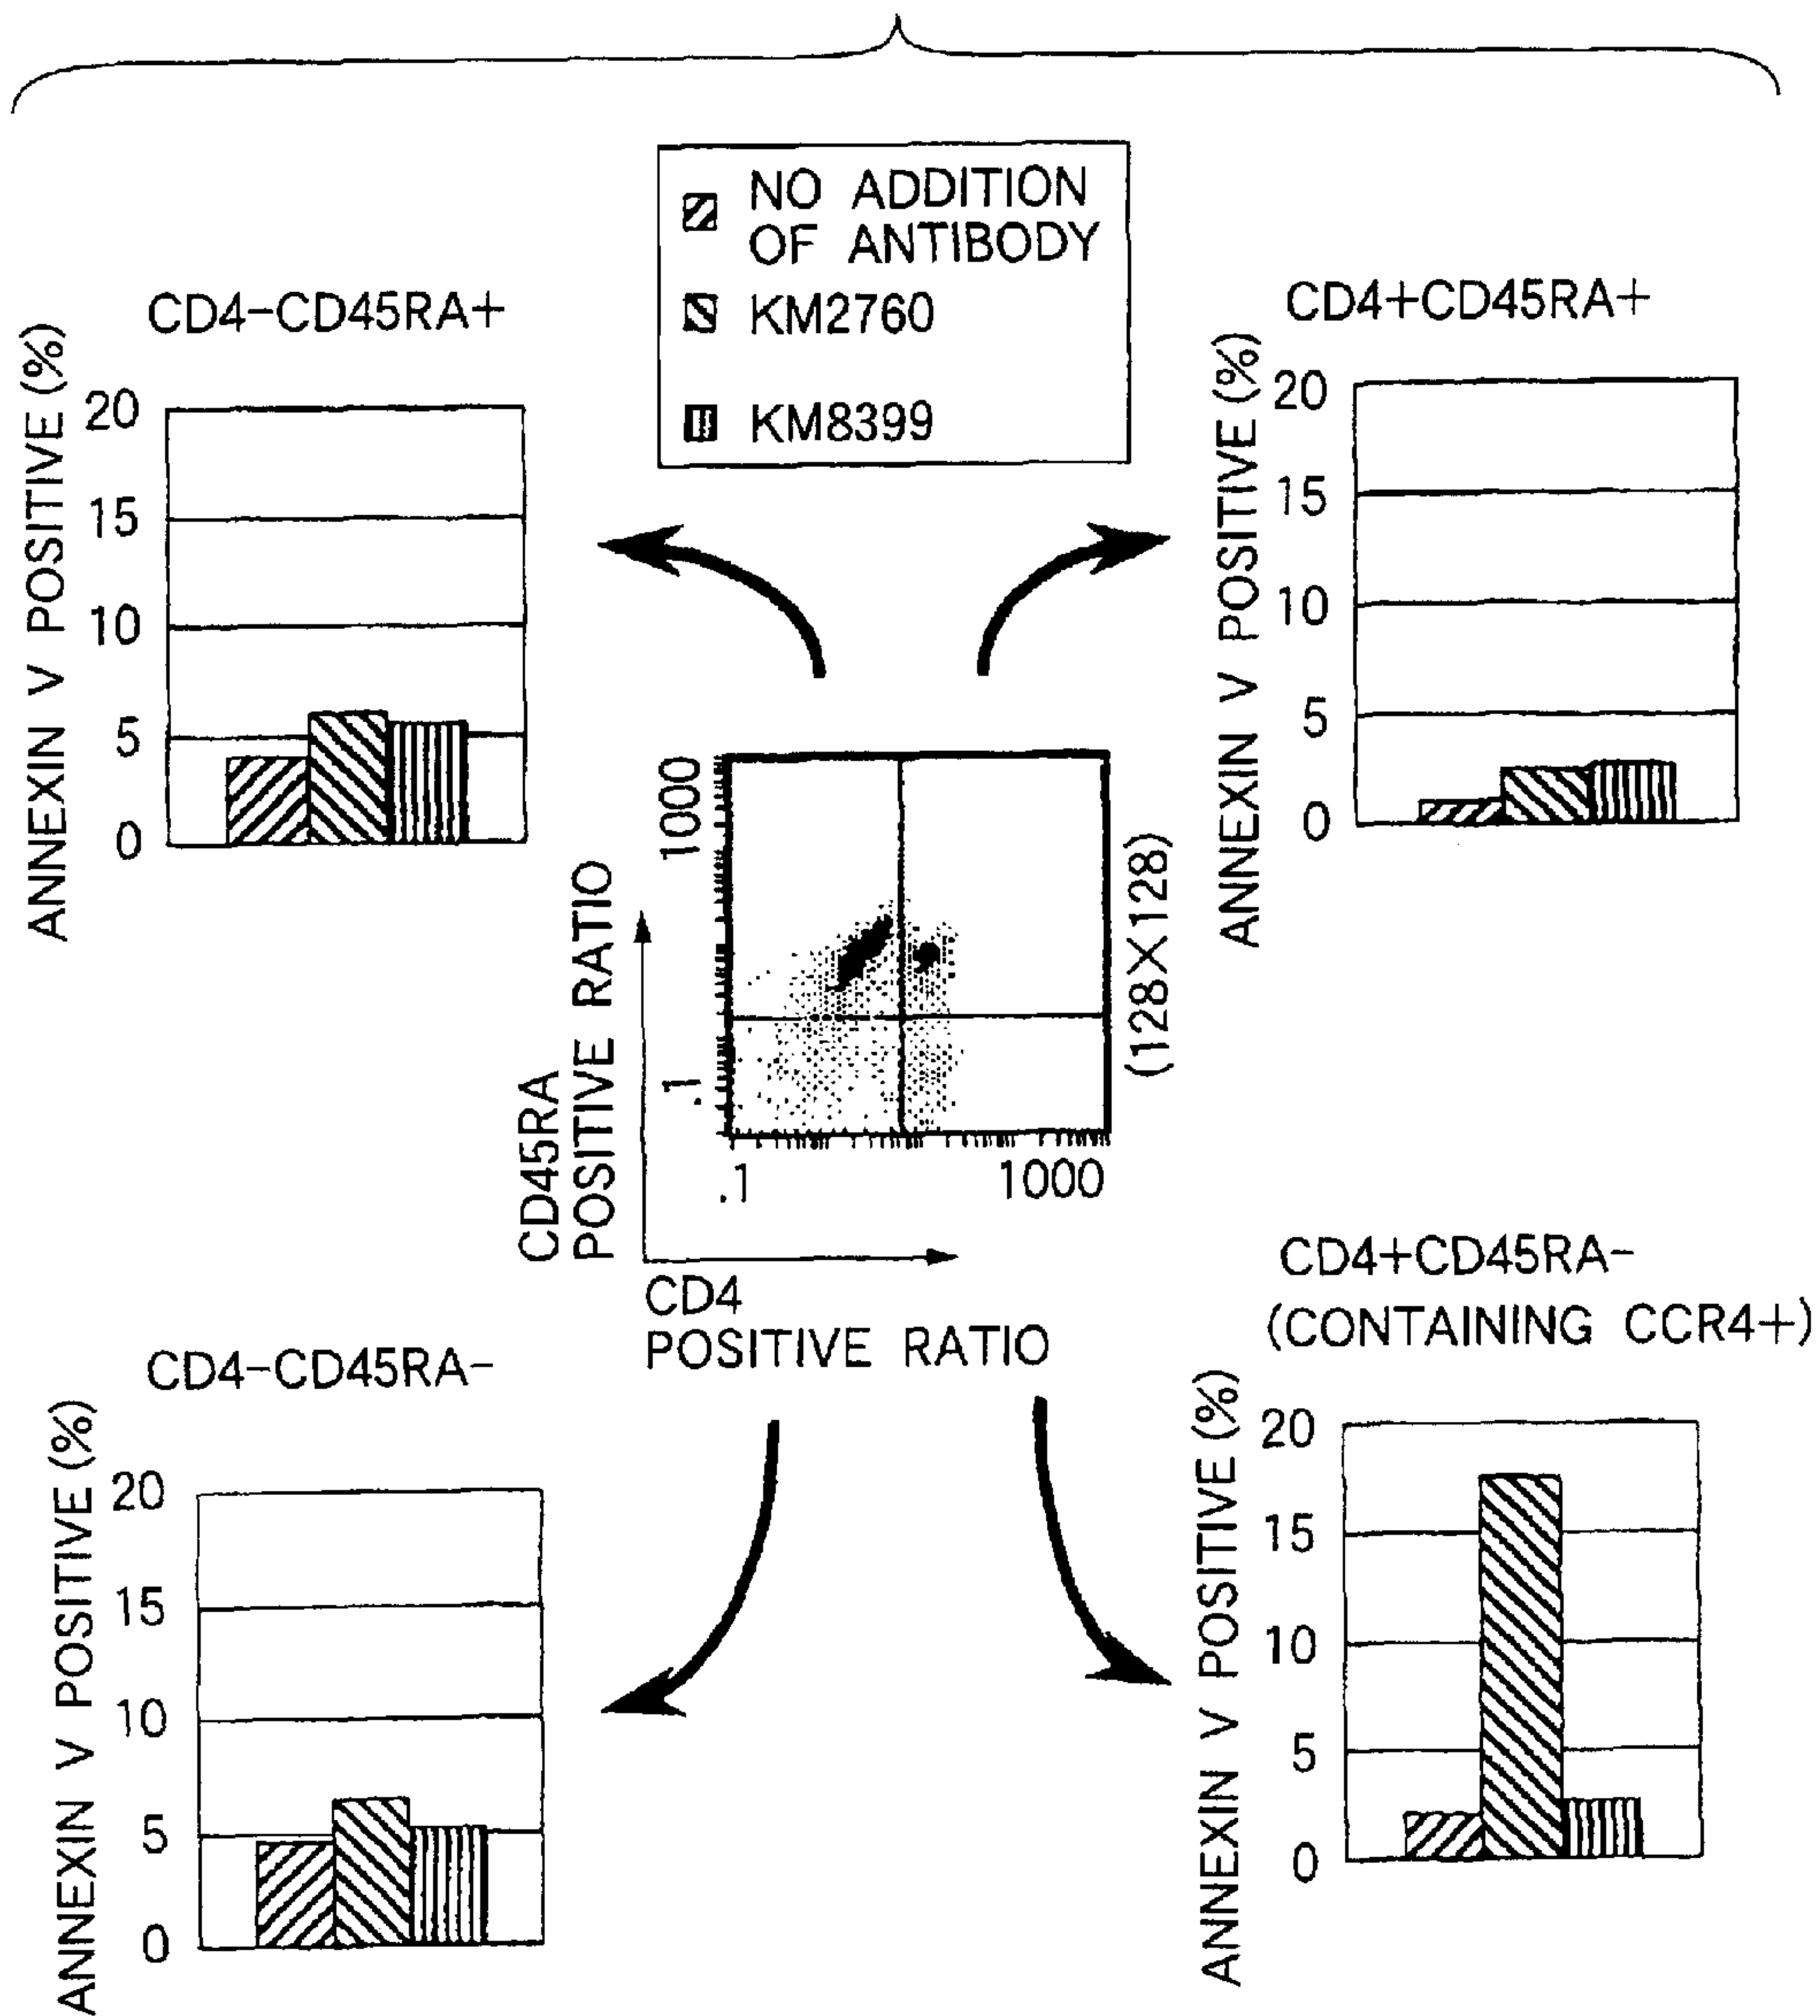 NO ADDITION
OF ANTIBODY
KM2760
KM8399
CD4-CD45RA+
ANNEXIN V POSITIVE (%)
20
15
10
5
0
CD4+CD45RA+
ANNEXIN V POSITIVE (%)
20
15
10
5
0
CD45RA
POSITIVE RATIO
1000
.1
(128X128)
.1
1000
CD4
POSITIVE RATIO
CD4-CD45RA-
ANNEXIN V POSITIVE (%)
20
15
10
5
0
CD4+CD45RA-
(CONTAINING CCR4+)
ANNEXIN V POSITIVE (%)
20
15
10
5
0